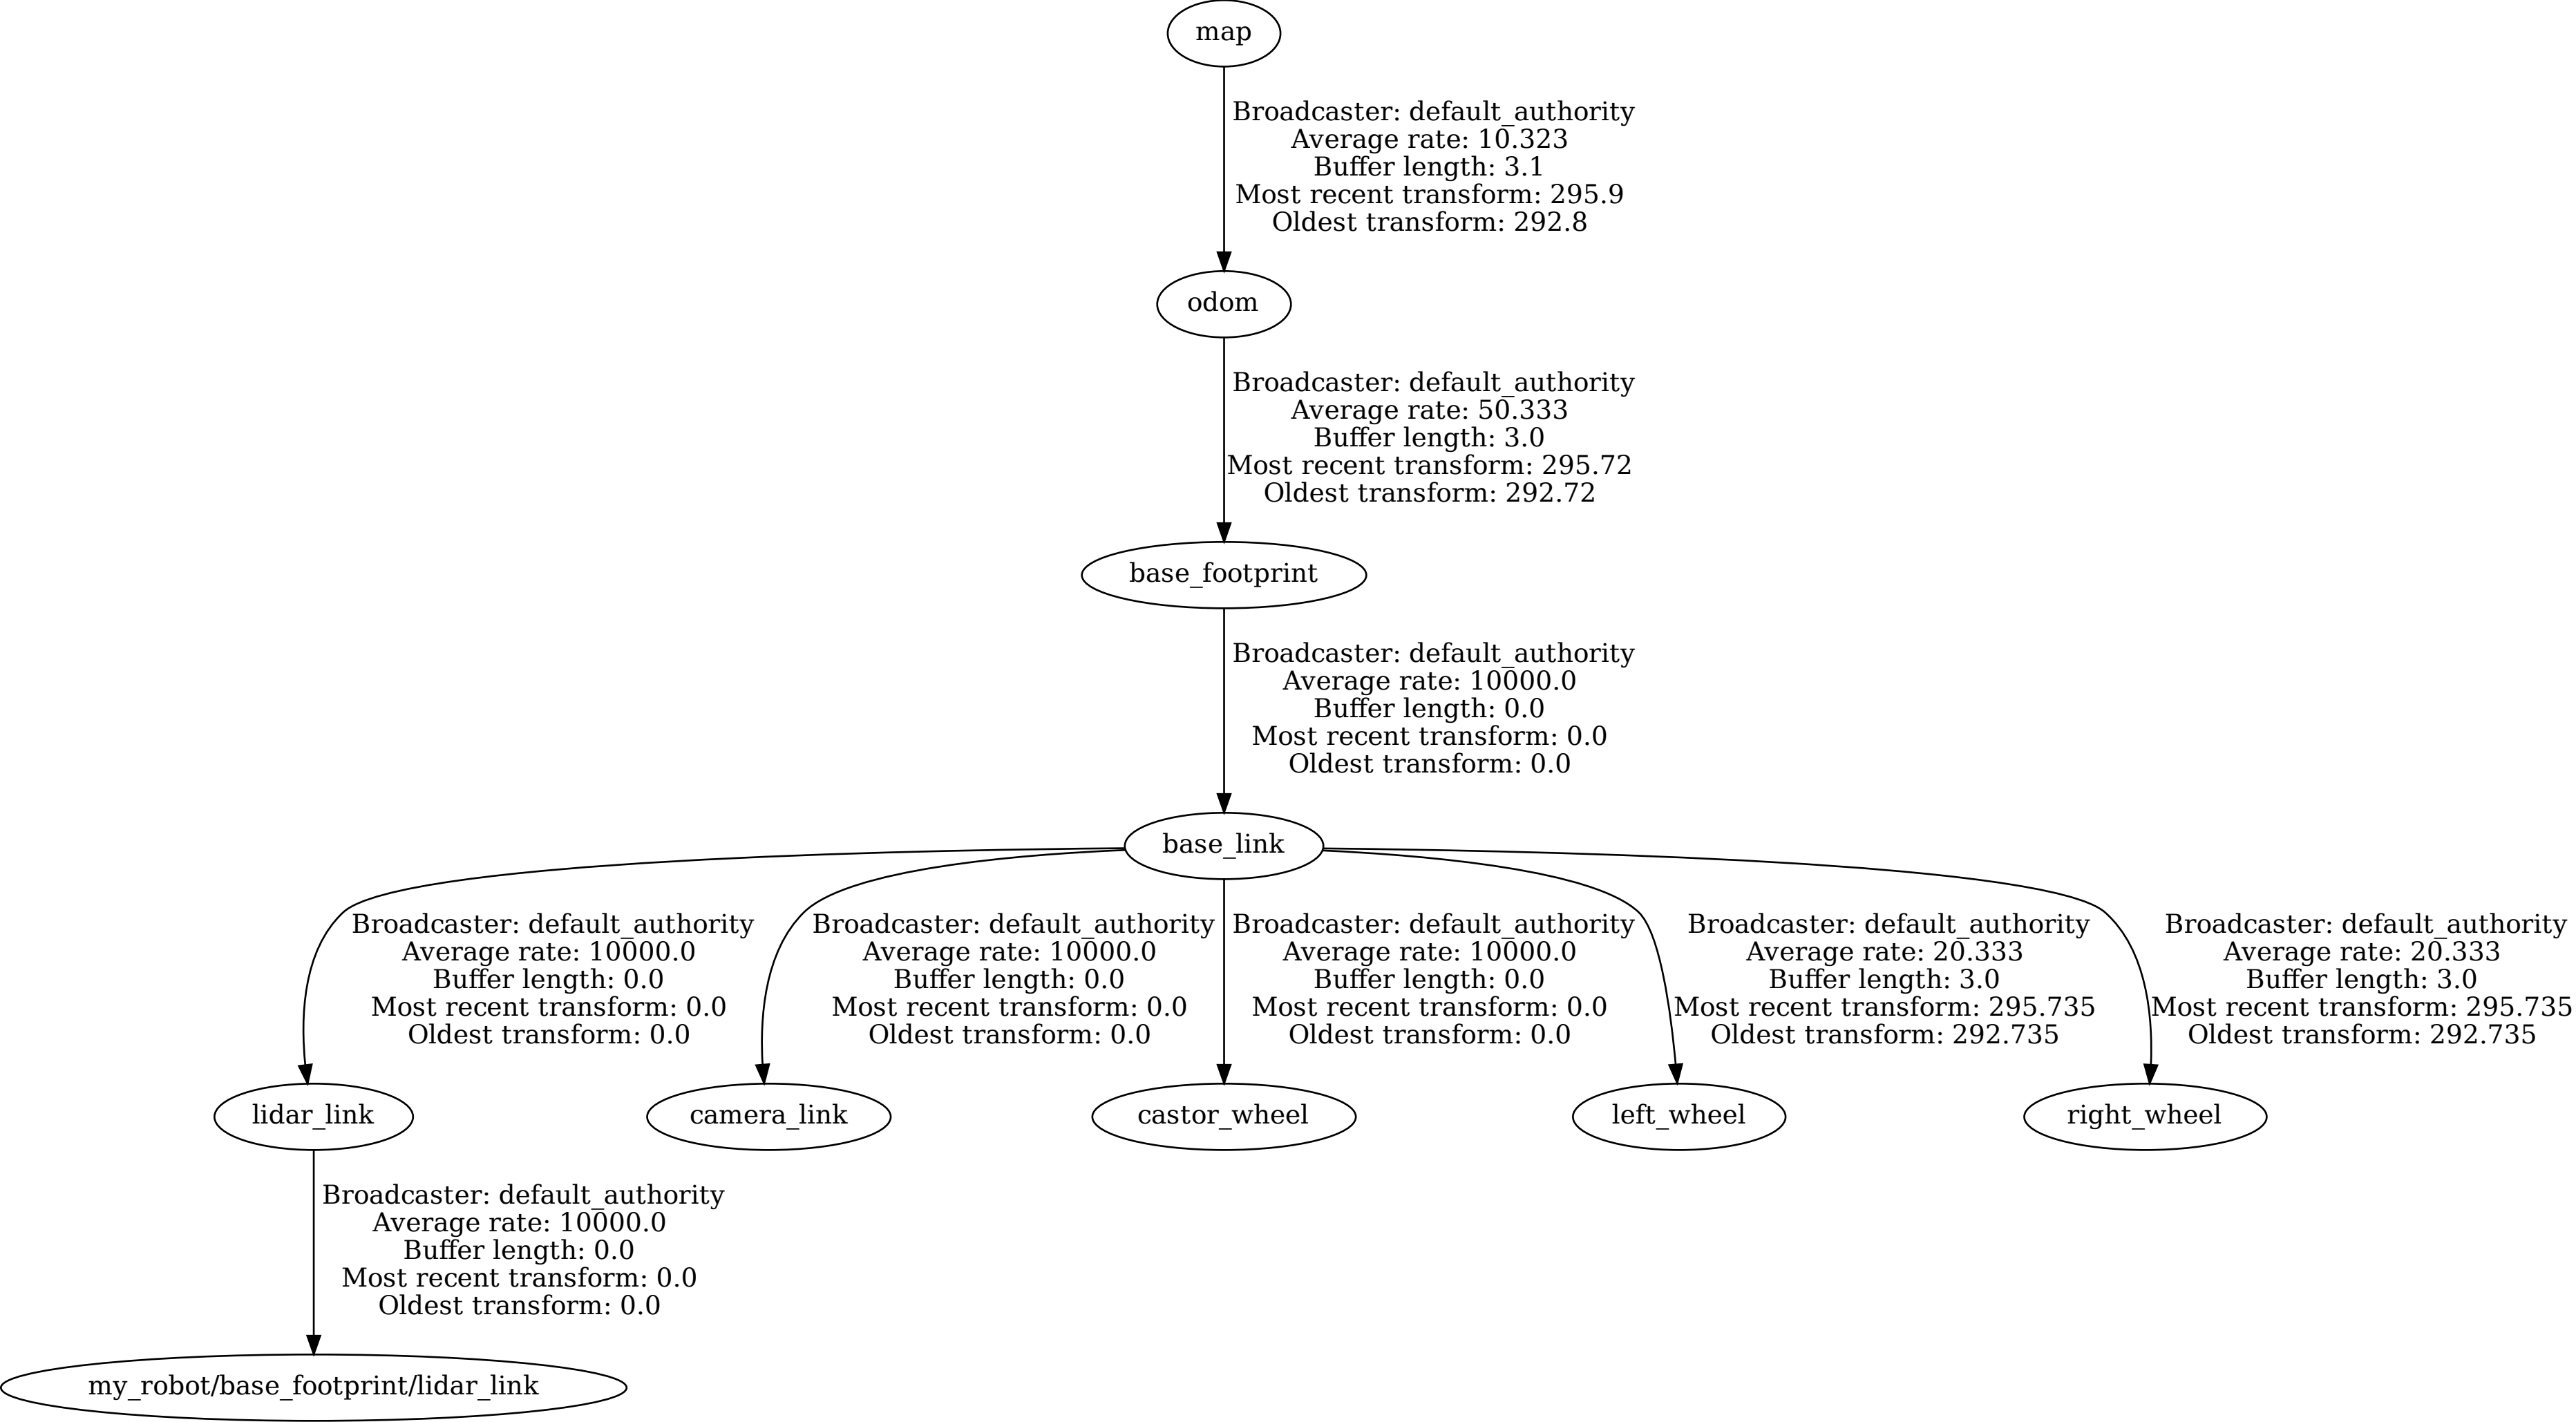 map
Broadcaster: default_authority
Average rate: 10.323
Buffer length: 3.1
Most recent transform: 295.9
Oldest transform: 292.8
odom
Broadcaster: default_authority
Average rate: 50.333
Buffer length: 3.0
Most recent transform: 295.72
Oldest transform: 292.72
base_footprint
Broadcaster: default_authority
Average rate: 10000.0
Buffer length: 0.0
Most recent transform: 0.0
Oldest transform: 0.0
base_link
Broadcaster: default_authority
Average rate: 10000.0
Buffer length: 0.0
Most recent transform: 0.0
Oldest transform: 0.0
Broadcaster: default_authority
Average rate: 10000.0
Buffer length: 0.0
Most recent transform: 0.0
Oldest transform: 0.0
Broadcaster: default_authority
Average rate: 10000.0
Buffer length: 0.0
Most recent transform: 0.0
Oldest transform: 0.0
Broadcaster: default_authority
Average rate: 20.333
Buffer length: 3.0
Most recent transform: 295.735
Oldest transform: 292.735
Broadcaster: default_authority
Average rate: 20.333
Buffer length: 3.0
Most recent transform: 295.735
Oldest transform: 292.735
lidar_link
camera_link
castor_wheel
left_wheel
right_wheel
Broadcaster: default_authority
Average rate: 10000.0
Buffer length: 0.0
Most recent transform: 0.0
Oldest transform: 0.0
my_robot/base_footprint/lidar_link